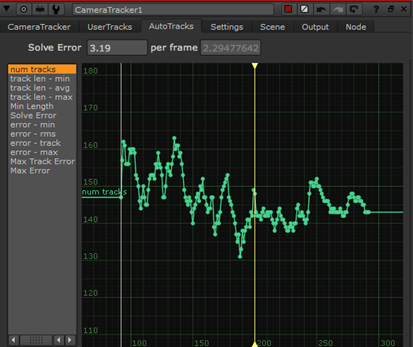 CameraTracker1
CameraTracker UserTracks AutoTracks Settings Scene Output Node
Solve Error 3.19 per frame 2.29477642
num tracks
track len - min
track len - avg
track len - max
Min Length
Solve Error
error - min
error - rms
error - track
error - max
Max Track Error
Max Error
180
170
160
150
num tracks
140
130
120
110
100 150 200 250 300